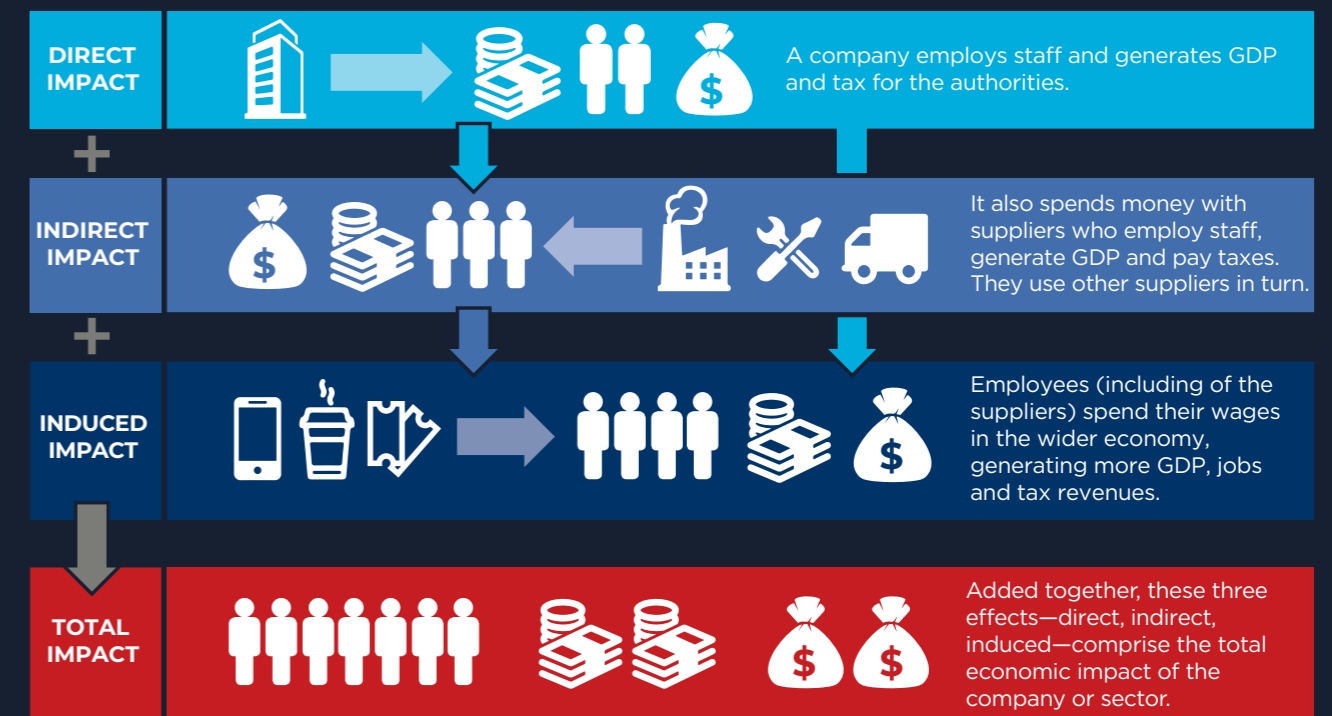 DIRECT
IMPACT
$
A company employs staff and generates GDP
and tax for the authorities.
+
INDIRECT
IMPACT
$
It also spends money with
suppliers who employ staff,
generate GDP and pay taxes.
They use other suppliers in turn.
+
INDUCED
IMPACT
$
Employees (including of the
suppliers) spend their wages
in the wider economy,
generating more GDP, jobs
and tax revenues.
TOTAL
IMPACT
$ $
Added together, these three
effects—direct, indirect,
induced—comprise the total
economic impact of the
company or sector.